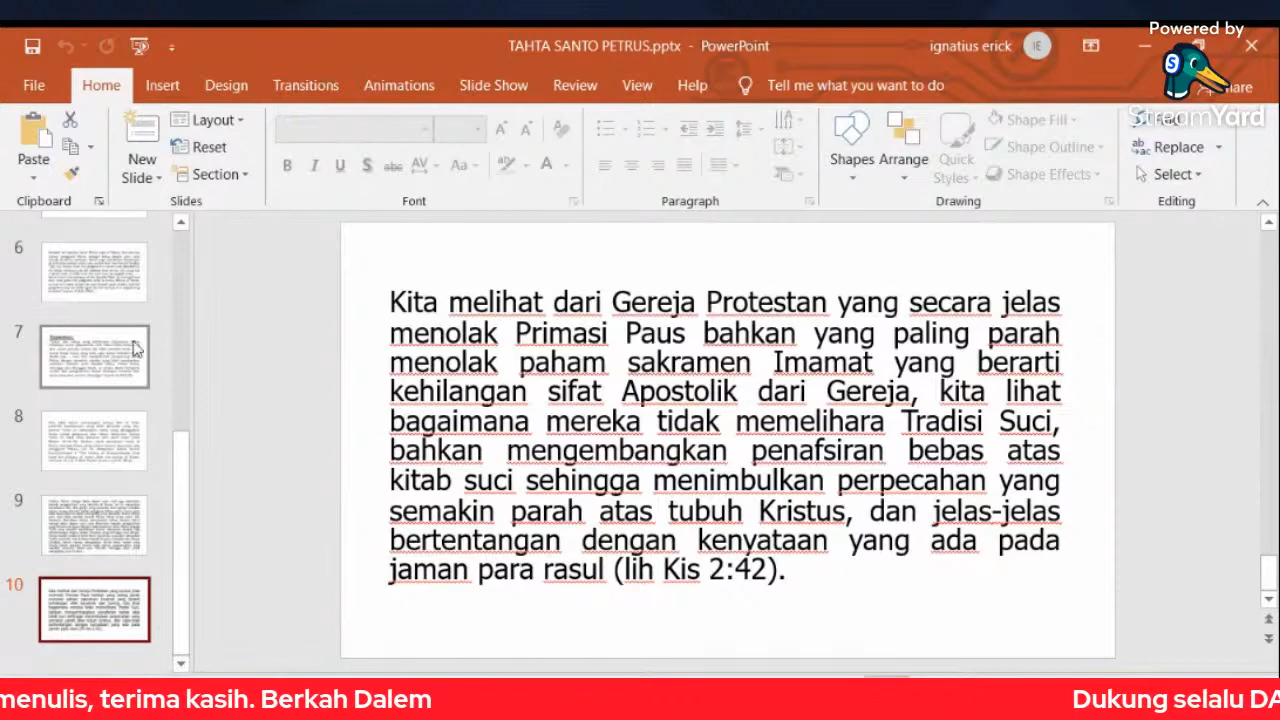 Powered by
StreamYard
TAHTA SANTO PETRUS.pptx - PowerPoint
ignatius erick
IE
File Home Insert Design Transitions Animations Slide Show Review View Help Tell me what you want to do
Paste
Clipboard
New
Slide
Layout
Reset
Section
Slides
B I U S abc AV Aa A
Font
Paragraph
Shapes
Arrange
Quick
Styles
Shape Fill
Shape Outline
Shape Effects
Drawing
Replace
Select
Editing
6
7
8
9
10
Kita melihat dari Gereja Protestan yang secara jelas
menolak Primasi Paus bahkan yang paling parah
menolak paham sakramen Imamat yang berarti
kehilangan sifat Apostolik dari Gereja, kita lihat
bagaimana mereka tidak memelihara Tradisi Suci,
bahkan mengembangkan penafsiran bebas atas
kitab suci sehingga menimbulkan perpecahan yang
semakin parah atas tubuh Kristus, dan jelas-jelas
bertentangan dengan kenyataan yang ada pada
jaman para rasul (lih Kis 2:42).
menulis, terima kasih. Berkah Dalem
Dukung selalu DA